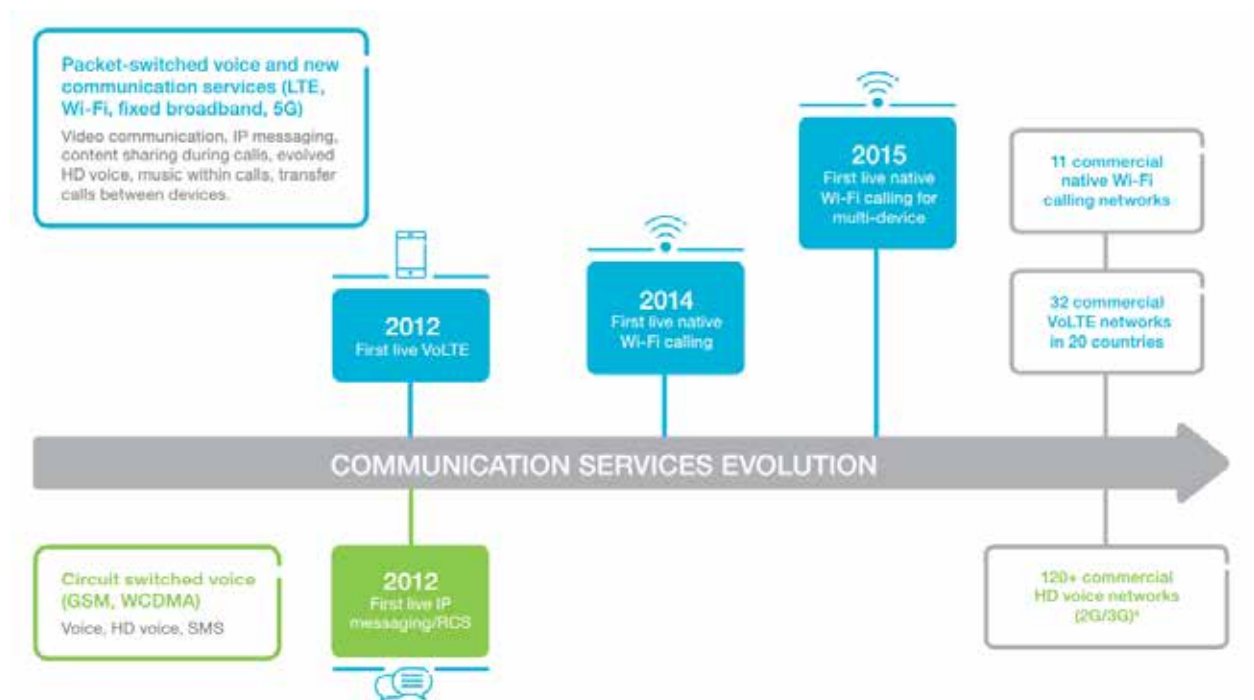 Packet-switched voice and new
communication services (LTE,
Wi-Fi, fixed broadband, 5G)
Video communication, IP messaging,
content sharing during calls, evolved
HD voice, music within calls, transfer
calls between devices.
2012
First live VoLTE
2014
First live native
Wi-Fi calling
2015
First live native
Wi-Fi calling for
multi-device
11 commercial
native Wi-Fi
calling networks
32 commercial
VoLTE networks
in 20 countries
COMMUNICATION SERVICES EVOLUTION
Circuit switched voice
(GSM, WCDMA)
Voice, HD voice, SMS
2012
First live IP
messaging/RCS
120+ commercial
HD voice networks
(2G/3G)